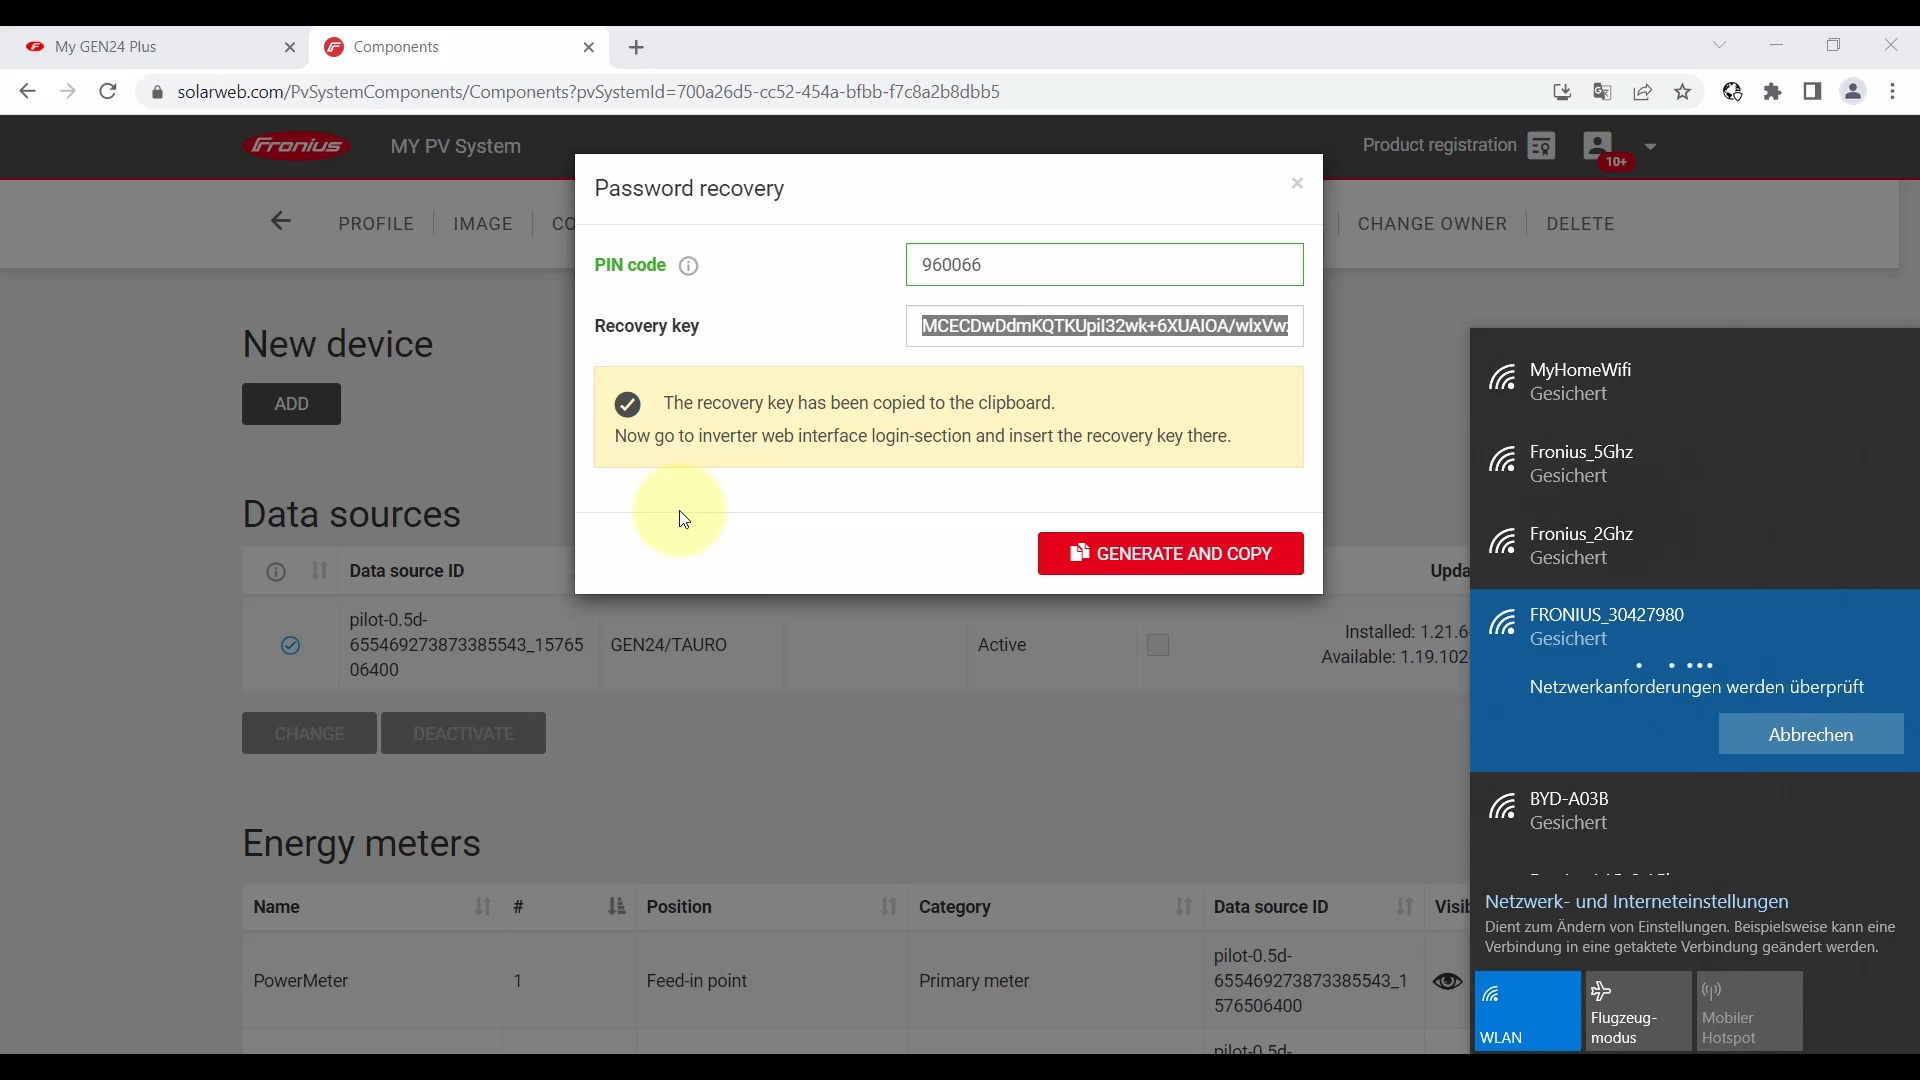 My GEN24 Plus
Components
solarweb.com/PvSystemComponents/Components?pvSystemId=700a26d5-cc52-454a-bfbb-f7c8a2b8dbb5
Fronius
MY PV System
Product registration
10+
PROFILE
IMAGE
CO
CHANGE OWNER
DELETE
Password recovery
PIN code
960066
Recovery key
MCECDwDdmKQTKUpiI32wk+6XUAIOA/wlxVw
The recovery key has been copied to the clipboard.
Now go to inverter web interface login-section and insert the recovery key there.
GENERATE AND COPY
New device
ADD
Data sources
Data source ID
Upda
pilot-0.5d-
655469273873385543_15765
06400
GEN24/TAURO
Active
Installed: 1.21.6
Available: 1.19.102
CHANGE
DEACTIVATE
Energy meters
Name
#
Position
Category
Data source ID
Visib
PowerMeter
1
Feed-in point
Primary meter
pilot-0.5d-
655469273873385543_1
576506400
pilot-0.5d-
MyHomeWifi
Gesichert
Fronius_5Ghz
Gesichert
Fronius_2Ghz
Gesichert
FRONIUS_30427980
Gesichert
Netzwerkanforderungen werden überprüft
Abbrechen
BYD-A03B
Gesichert
Netzwerk- und Interneteinstellungen
Dient zum Ändern von Einstellungen. Beispielsweise kann eine
Verbindung in eine getaktete Verbindung geändert werden.
WLAN
Flugzeug-
modus
Mobiler
Hotspot